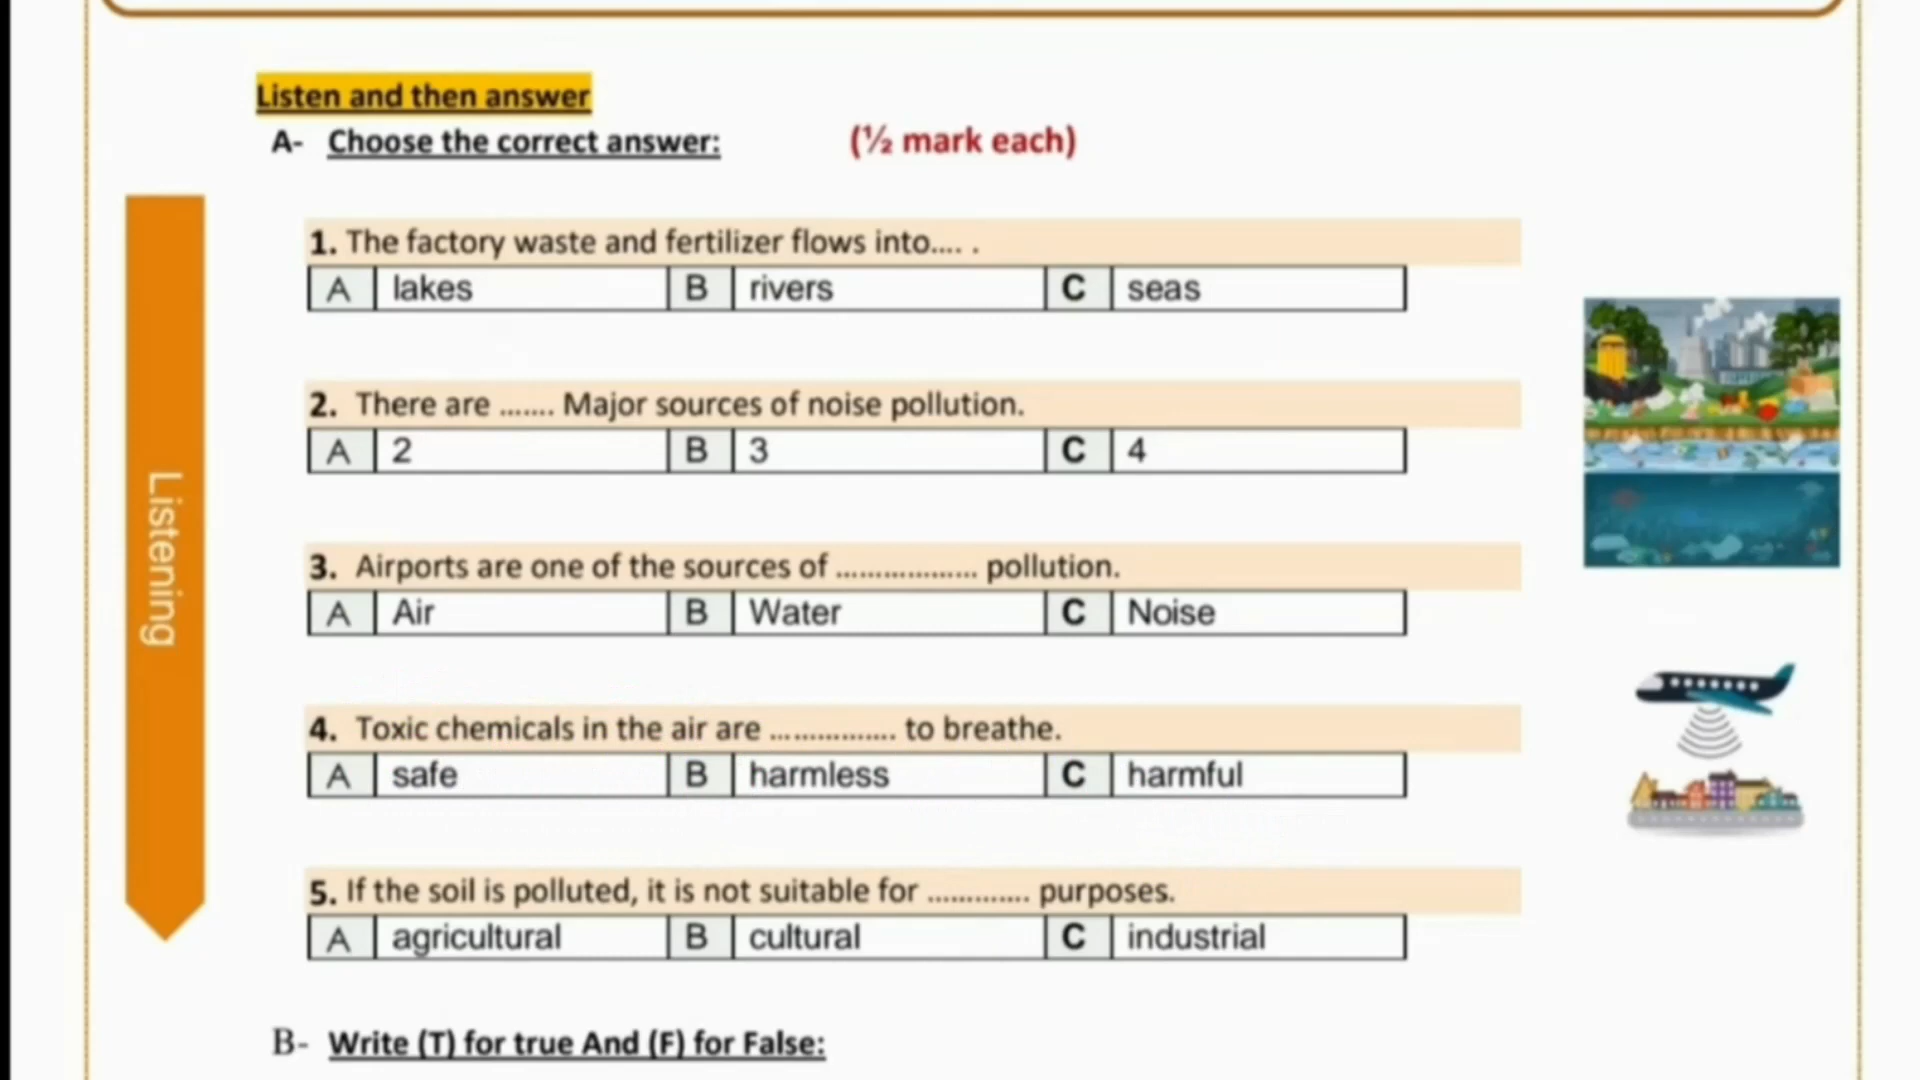 Listen and then answer
A- Choose the correct answer: (½ mark each)
Listening
1. The factory waste and fertilizer flows into.... .
A lakes B rivers C seas
2. There are ....... Major sources of noise pollution.
A 2 B 3 C 4
3. Airports are one of the sources of .................. pollution.
A Air B Water C Noise
4. Toxic chemicals in the air are ................ to breathe.
A safe B harmless C harmful
5. If the soil is polluted, it is not suitable for ............. purposes.
A agricultural B cultural C industrial
B- Write (T) for true And (F) for False: